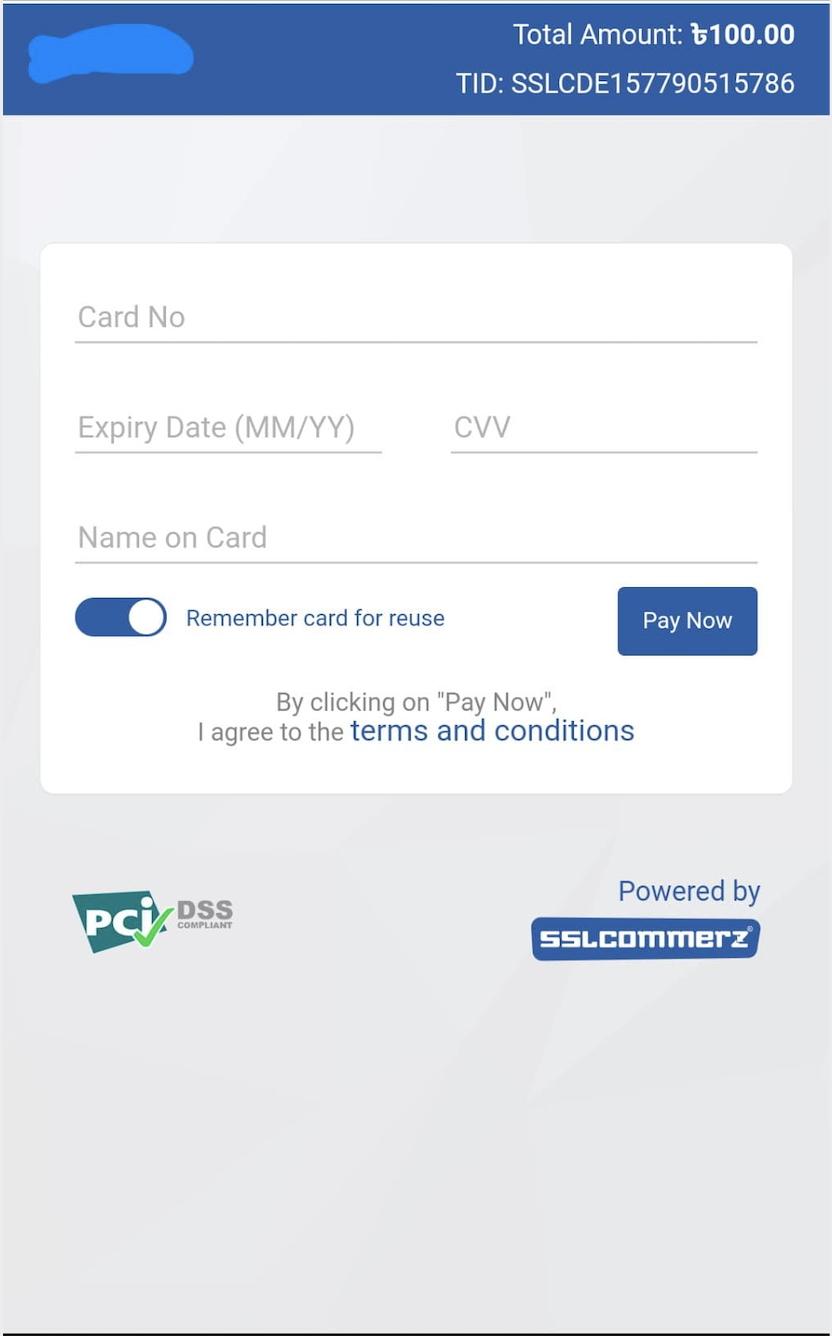 Total Amount: ৳100.00
TID: SSLCDE157790515786
Card No
Expiry Date (MM/YY) CVV
Name on Card
Remember card for reuse Pay Now
By clicking on "Pay Now",
I agree to the terms and conditions
Powered by
PCi DSS
COMPLIANT
SSLCOMMERZ®